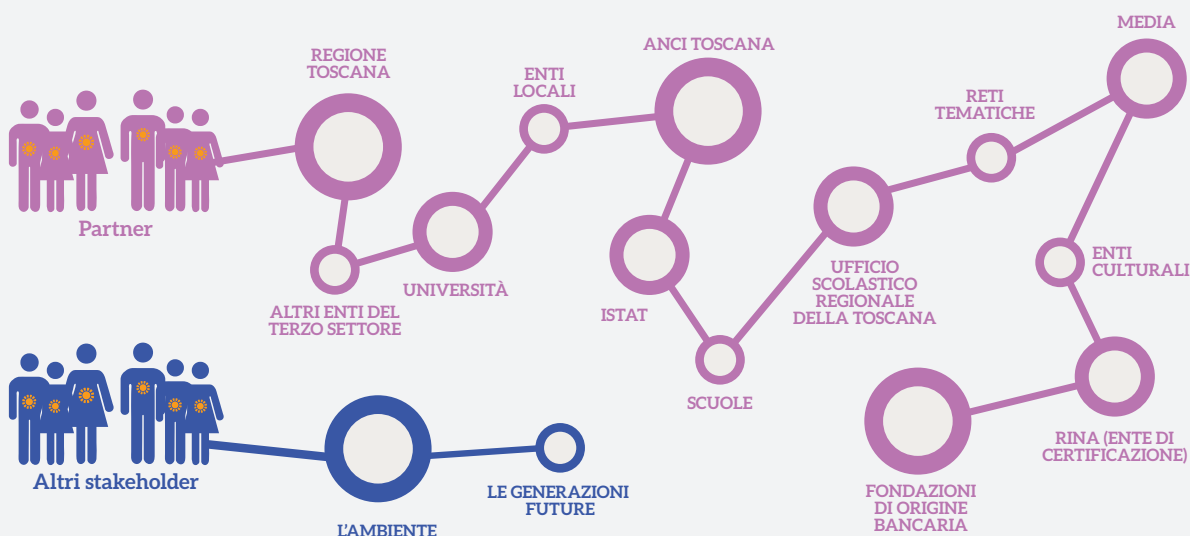 Partner
REGIONE
TOSCANA
ALTRI ENTI DEL
TERZO SETTORE
UNIVERSITÀ
ENTI
LOCALI
ANCI TOSCANA
ISTAT
SCUOLE
UFFICIO
SCOLASTICO
REGIONALE
DELLA TOSCANA
RETI
TEMATICHE
MEDIA
ENTI
CULTURALI
RINA (ENTE DI
CERTIFICAZIONE)
FONDAZIONI
DI ORIGINE
BANCARIA
Altri stakeholder
L'AMBIENTE
LE GENERAZIONI
FUTURE